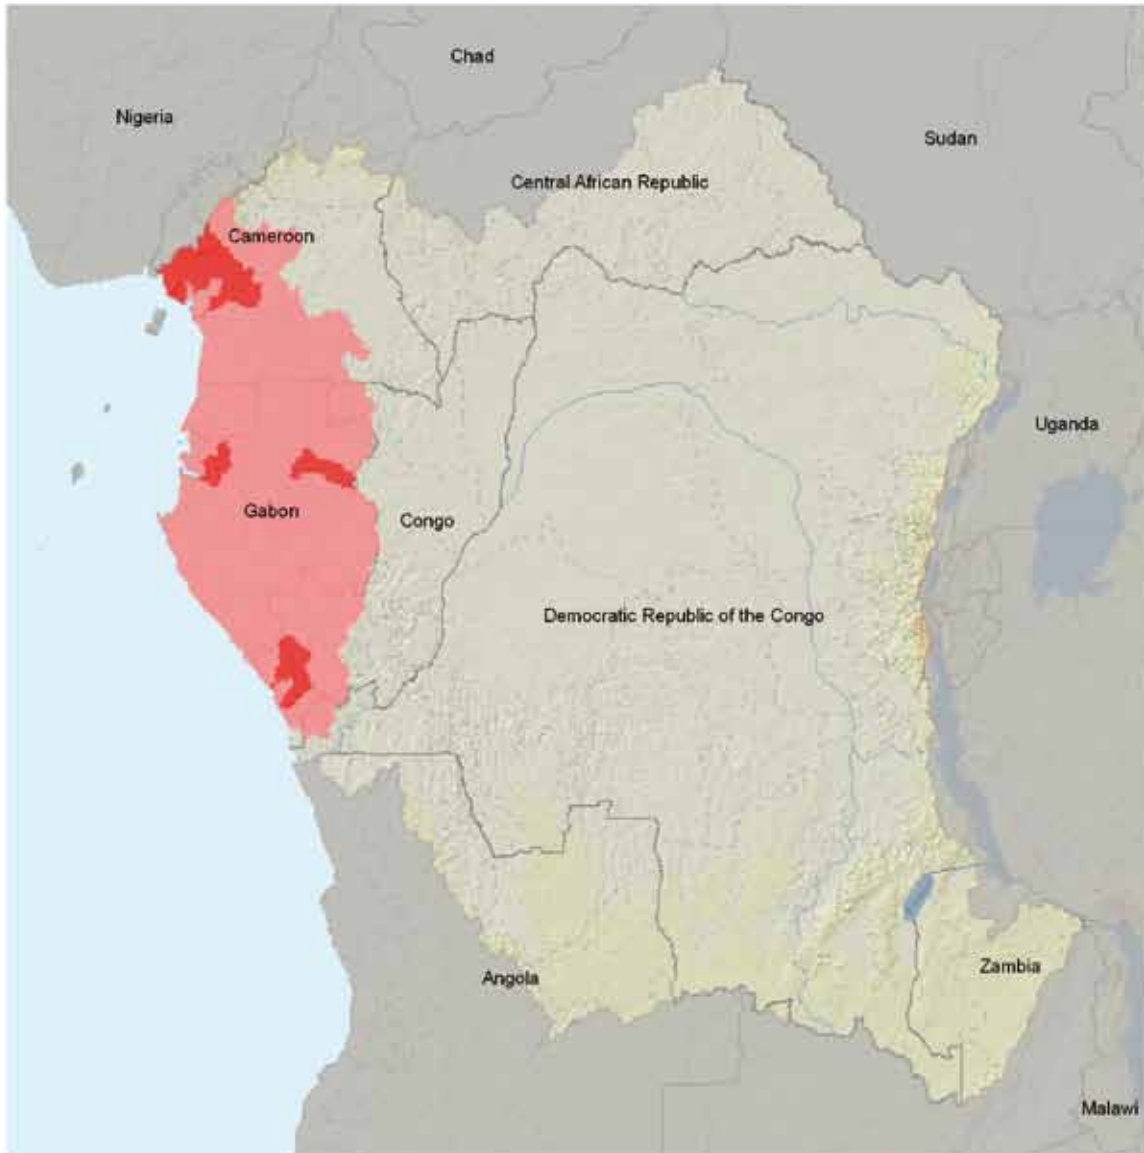 Chad
Nigeria
Sudan
Central African Republic
Cameroon
Uganda
Gabon
Congo
Democratic Republic of the Congo
Angola
Zambia
Malawi